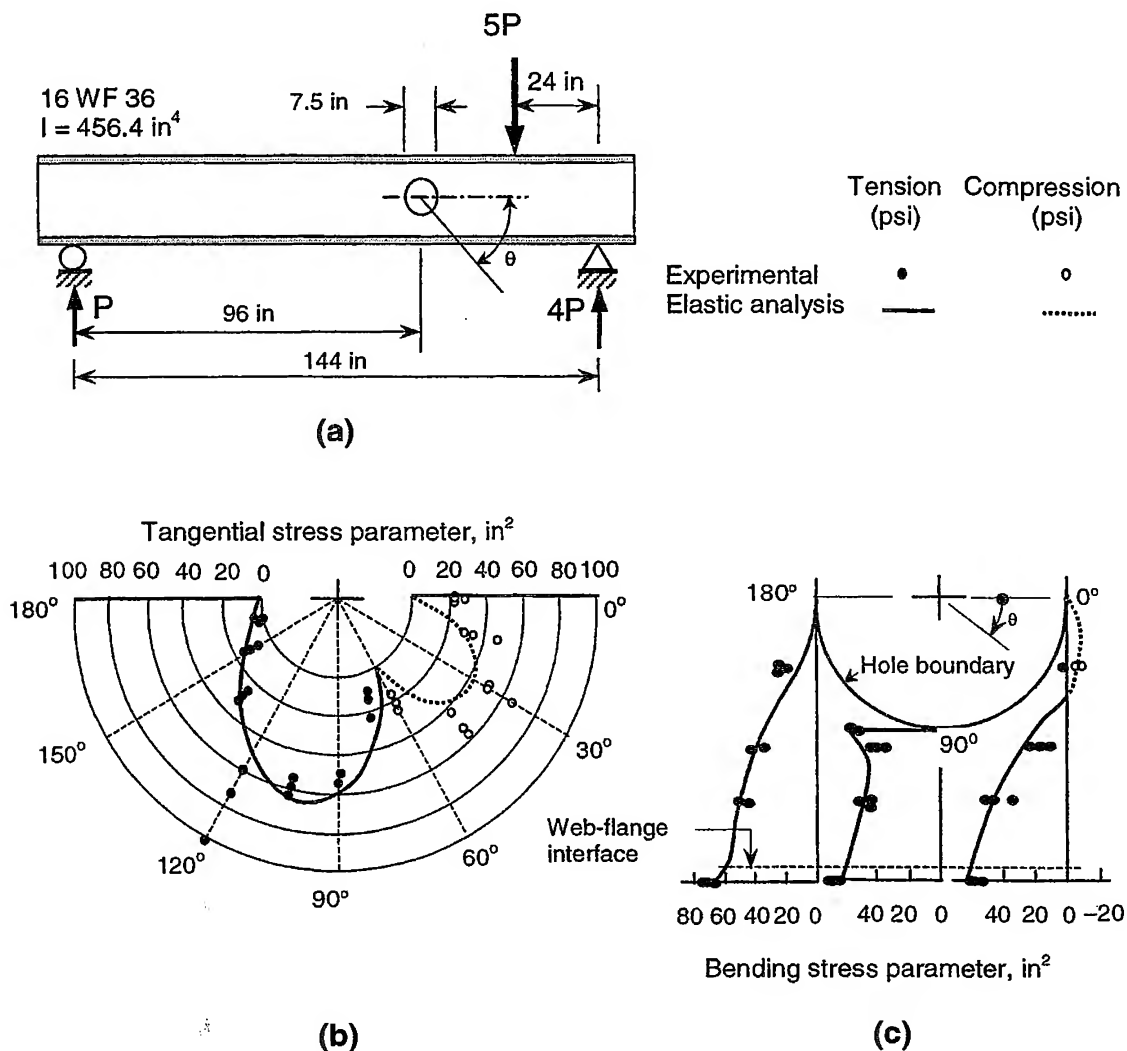 5P
24 in
7.5 in
16 WF 36
I = 456.4 in⁴
Tension Compression
(psi) (psi)
θ
Experimental
Elastic analysis
P
4P
96 in
144 in
(a)
Tangential stress parameter, in²
100 80 60 40 20 0 0 20 40 60 80 100
180° 0°
150° 30°
120° 60°
90°
180° 0°
θ
Hole boundary
90°
Web-flange
interface
80 60 40 20 0 40 20 0 40 0 -20
Bending stress parameter, in²
(b) (c)